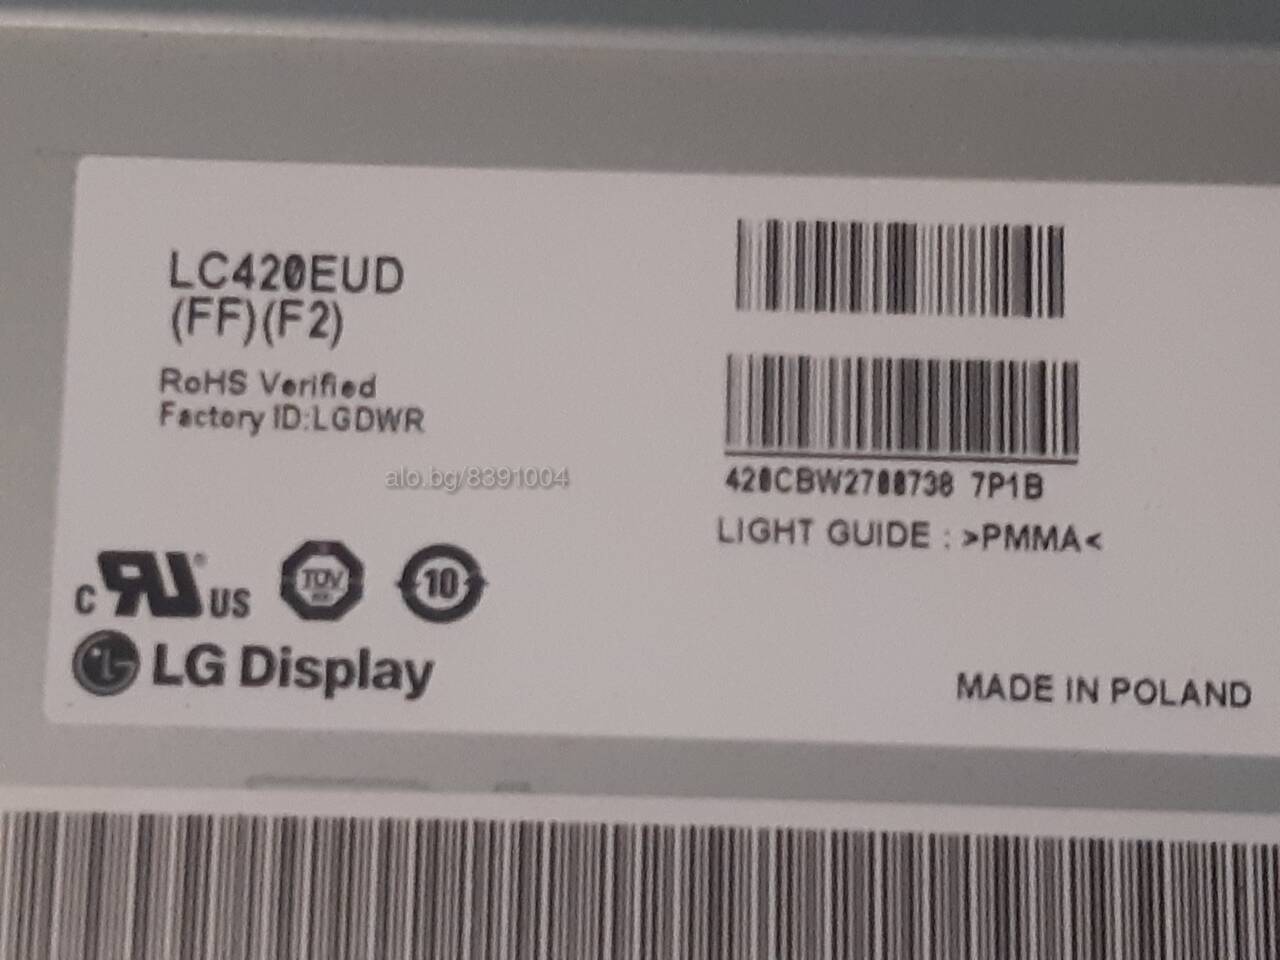 LC420EUD
(FF)(F2)
RoHS Verified
Factory ID:LGDWR
alo.bg/8391004
420CBW2700738 7P1B
LIGHT GUIDE : >PMMA<
c RU ® US
TÜV
10
LG Display
MADE IN POLAND